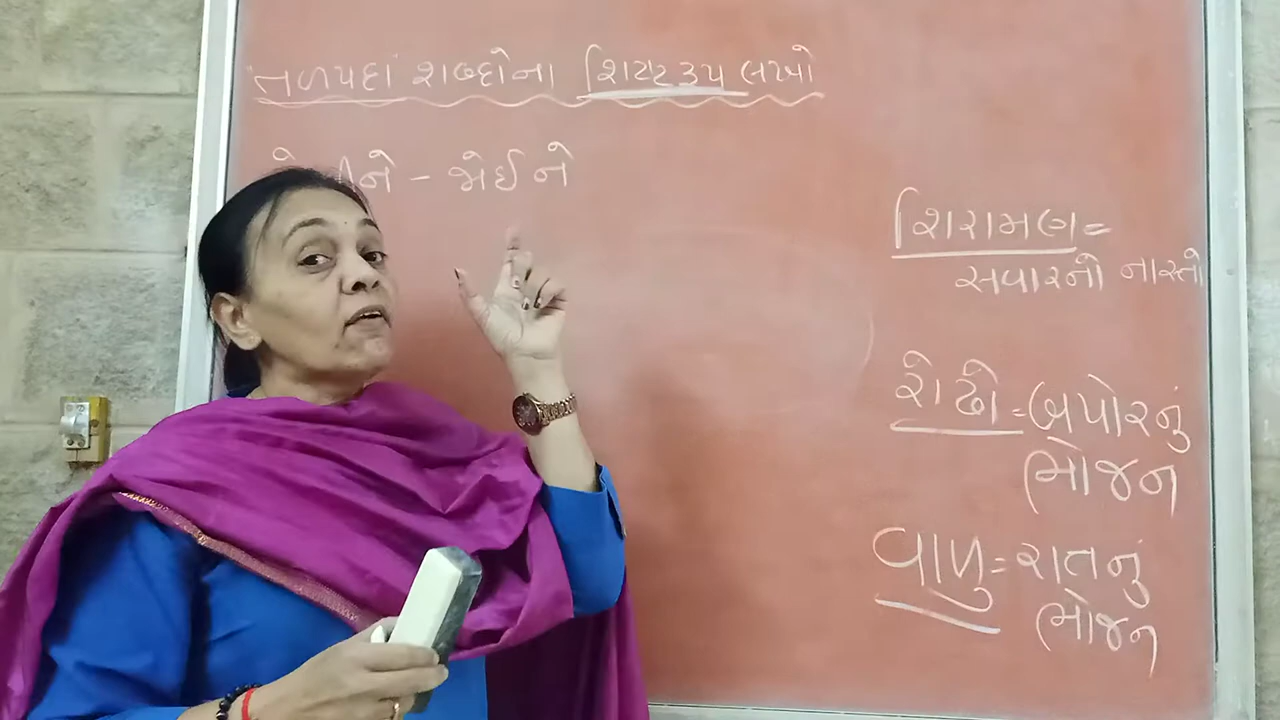 "તળપદા" શબ્દોના શિષ્ટરૂપ લખો
- જોઈને
શિરામણ =
સવારનો નાસ્તો
રોંઢો = બપોરનું
ભોજન
વાળુ = રાતનું
ભોજન